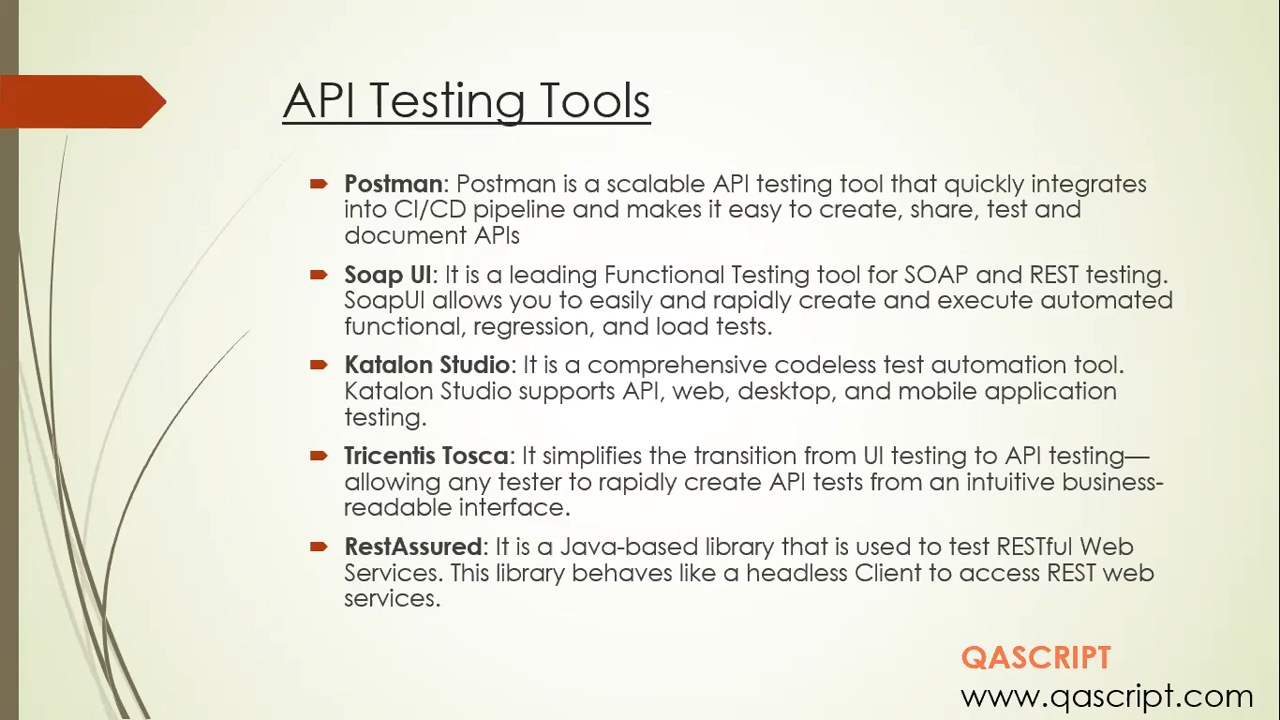 API Testing Tools
Postman: Postman is a scalable API testing tool that quickly integrates
into CI/CD pipeline and makes it easy to create, share, test and
document APIs
Soap UI: It is a leading Functional Testing tool for SOAP and REST testing.
SoapUI allows you to easily and rapidly create and execute automated
functional, regression, and load tests.
Katalon Studio: It is a comprehensive codeless test automation tool.
Katalon Studio supports API, web, desktop, and mobile application
testing.
Tricentis Tosca: It simplifies the transition from UI testing to API testing—
allowing any tester to rapidly create API tests from an intuitive business-
readable interface.
RestAssured: It is a Java-based library that is used to test RESTful Web
Services. This library behaves like a headless Client to access REST web
services.
QASCRIPT
www.qascript.com